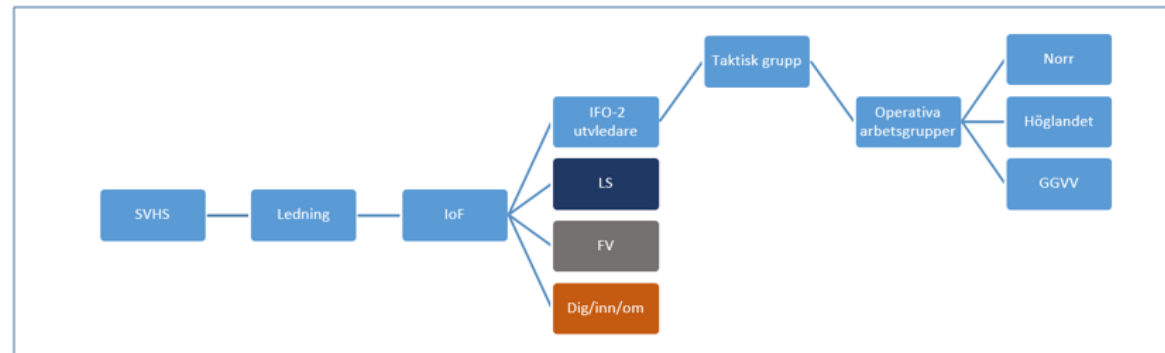 SVHS
Ledning
IoF
IFO-2
utvledare
LS
FV
Dig/inn/om
Taktisk grupp
Operativa
arbetsgrupper
Norr
Höglandet
GGVV